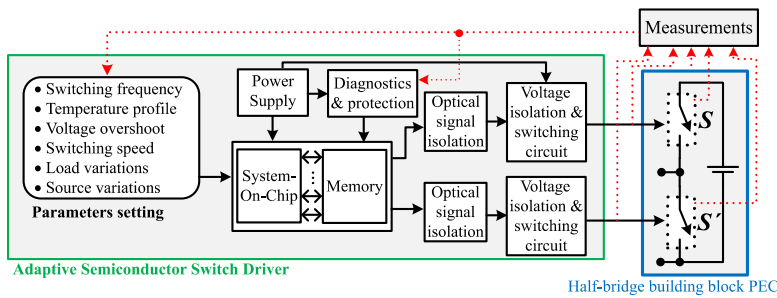 Measurements
• Switching frequency
• Temperature profile
• Voltage overshoot
• Switching speed
• Load variations
• Source variations
Parameters setting
Power
Supply
Diagnostics
& protection
System-
On-Chip
Memory
Optical
signal
isolation
Voltage
isolation &
switching
circuit
Optical
signal
isolation
Voltage
isolation &
switching
circuit
S
S´
Adaptive Semiconductor Switch Driver
Half-bridge building block PEC